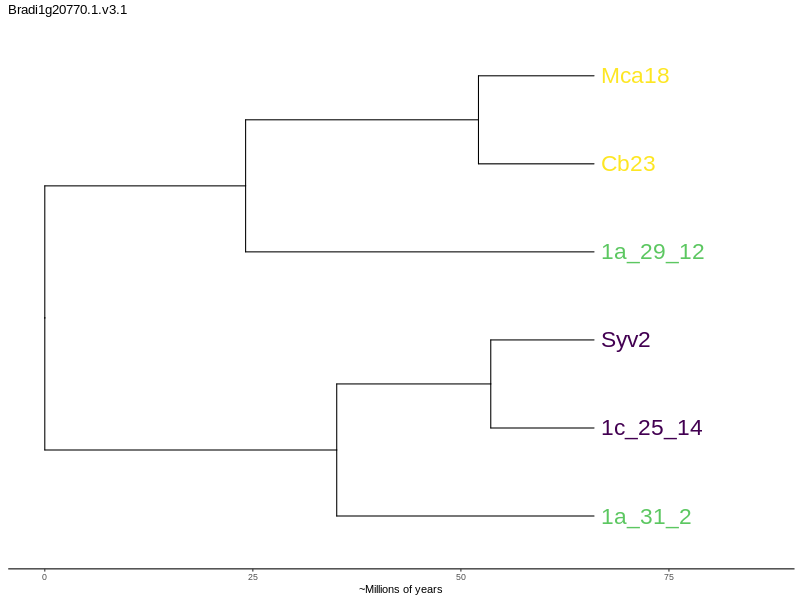 Bradi1g20770.1.v3.1
Mca18
Cb23
1a_29_12
Syv2
1c_25_14
1a_31_2
0 25 50 75
~Millions of years